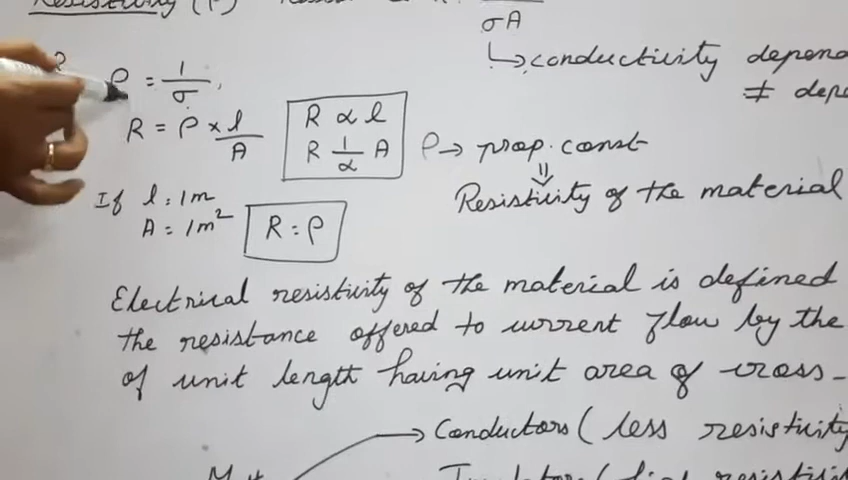 Resistivity (ρ)
σA
↳ conductivity
≠
ρ = 1/σ,
R = ρ × l/A
R ∝ l
R 1/∝ A
ρ → prop. const
⇓
Resistivity of the material
If l = 1m
A = 1m²
R = ρ
Electrical resistivity of the material is defined
the resistance offered to current flow by the
of unit length having unit area of cross-
→ Conductors (less resistivity